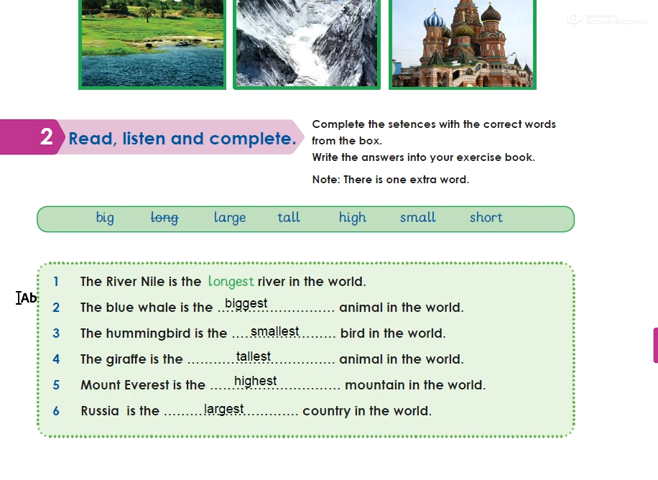 2 Read, listen and complete.
Complete the setences with the correct words
from the box.
Write the answers into your exercise book.
Note: There is one extra word.
big long large tall high small short
1 The River Nile is the longest river in the world.
Ab
2 The blue whale is the biggest animal in the world.
3 The hummingbird is the smallest bird in the world.
4 The giraffe is the tallest animal in the world.
5 Mount Everest is the highest mountain in the world.
6 Russia is the largest country in the world.